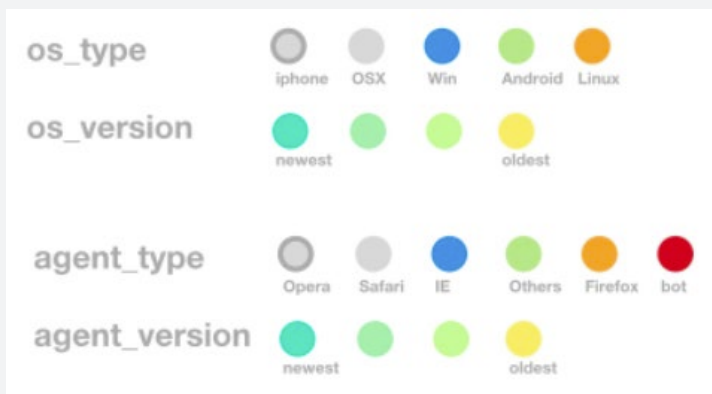 os_type
iphone OSX Win Android Linux
os_version
newest oldest
agent_type
Opera Safari IE Others Firefox bot
agent_version
newest oldest